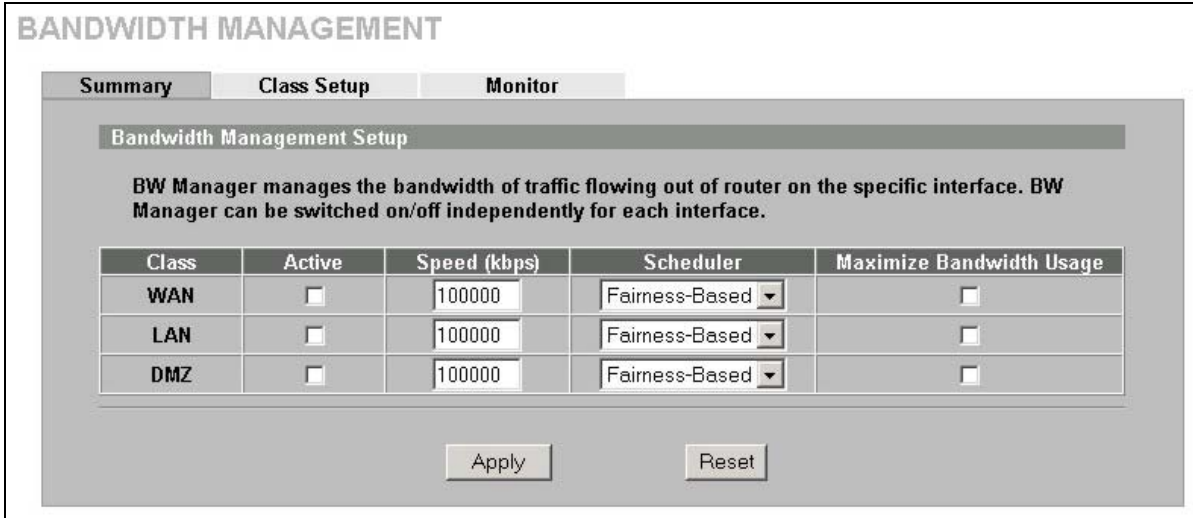 BANDWIDTH MANAGEMENT
Summary Class Setup Monitor
Bandwidth Management Setup
BW Manager manages the bandwidth of traffic flowing out of router on the specific interface. BW
Manager can be switched on/off independently for each interface.
Class Active Speed (kbps) Scheduler Maximize Bandwidth Usage
WAN 100000 Fairness-Based
LAN 100000 Fairness-Based
DMZ 100000 Fairness-Based
Apply Reset